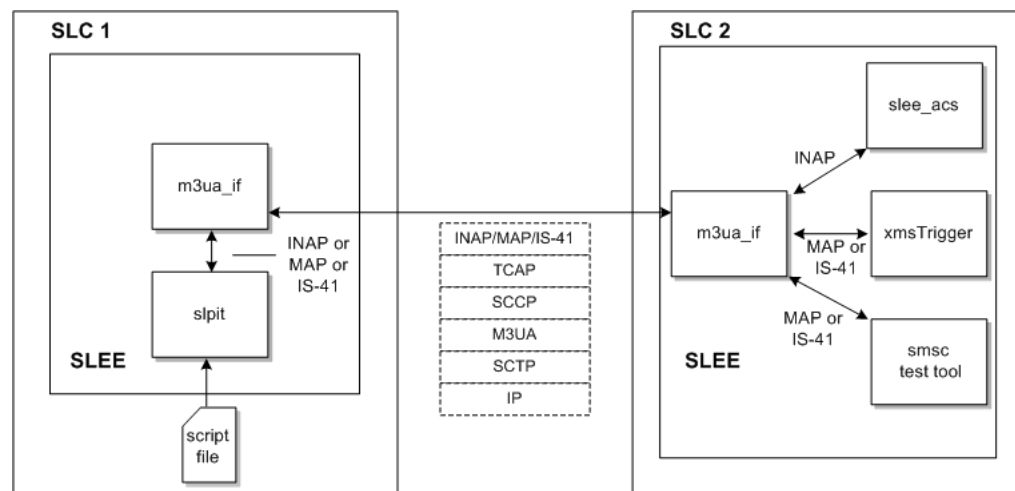 SLC 1
m3ua_if
INAP or
MAP or
IS-41
slpit
SLEE
script
file
INAP/MAP/IS-41
TCAP
SCCP
M3UA
SCTP
IP
SLC 2
slee_acs
INAP
m3ua_if
xmsTrigger
MAP or
IS-41
MAP or
IS-41
smsc
test tool
SLEE